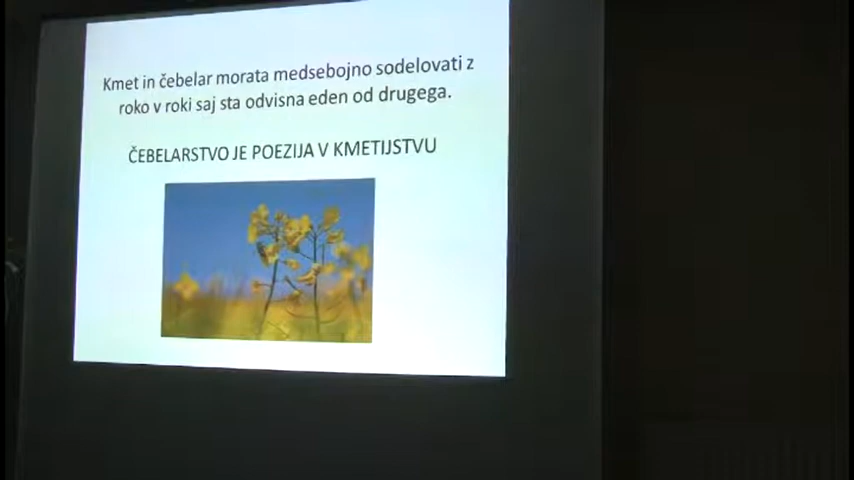 Kmet in čebelar morata medsebojno sodelovati z
roko v roki saj sta odvisna eden od drugega.
ČEBELARSTVO JE POEZIJA V KMETIJSTVU